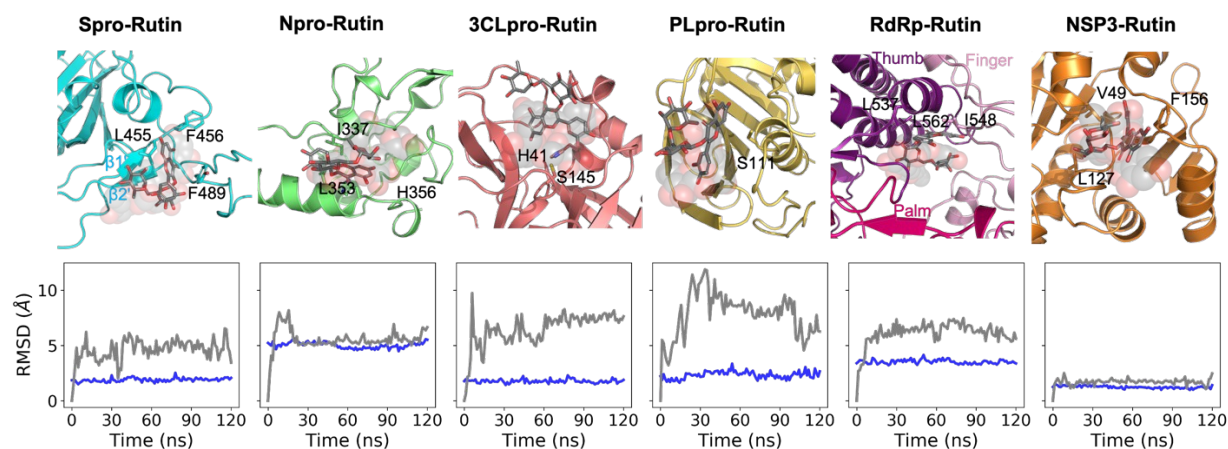 Spro-Rutin Npro-Rutin 3CLpro-Rutin PLpro-Rutin RdRp-Rutin NSP3-Rutin
L455 F456 β1 β2 F489
I337 L353 H356
H41 S145
S111
Thumb Finger L537 L562 I548 Palm
V49 F156 L127
RMSD (Å)
10
5
0
0 30 60 90 120 0 30 60 90 120 0 30 60 90 120 0 30 60 90 120 0 30 60 90 120 0 30 60 90 120
Time (ns) Time (ns) Time (ns) Time (ns) Time (ns) Time (ns)